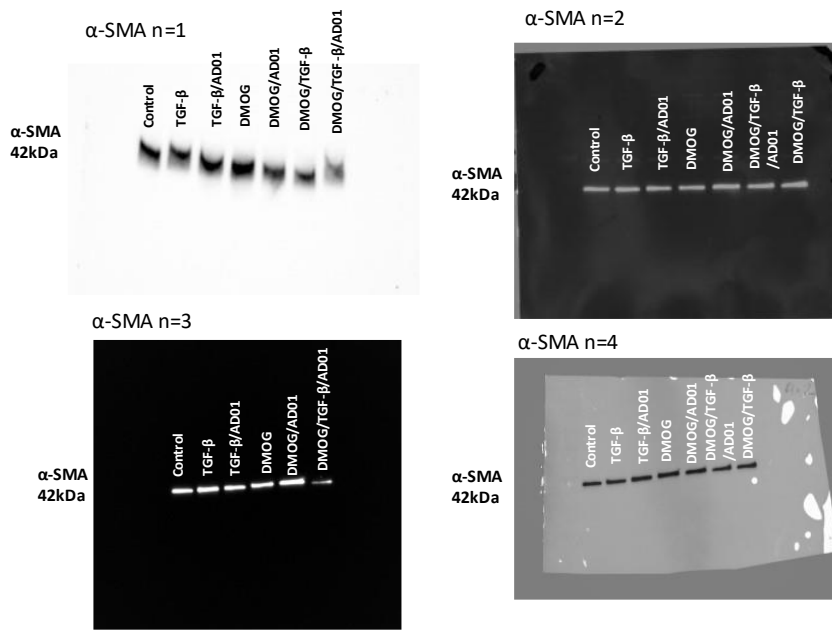 α-SMA n=1
Control
TGF-β
TGF-β/AD01
DMOG
DMOG/AD01
DMOG/TGF-β
DMOG/TGF-β/AD01
α-SMA
42kDa
α-SMA n=2
Control
TGF-β
TGF-β/AD01
DMOG
DMOG/AD01
DMOG/TGF-β
/AD01
DMOG/TGF-β
α-SMA
42kDa
α-SMA n=3
Control
TGF-β
TGF-β/AD01
DMOG
DMOG/AD01
DMOG/TGF-β/AD01
α-SMA
42kDa
α-SMA n=4
Control
TGF-β
TGF-β/AD01
DMOG
DMOG/AD01
DMOG/TGF-β
/AD01
DMOG/TGF-β
α-SMA
42kDa